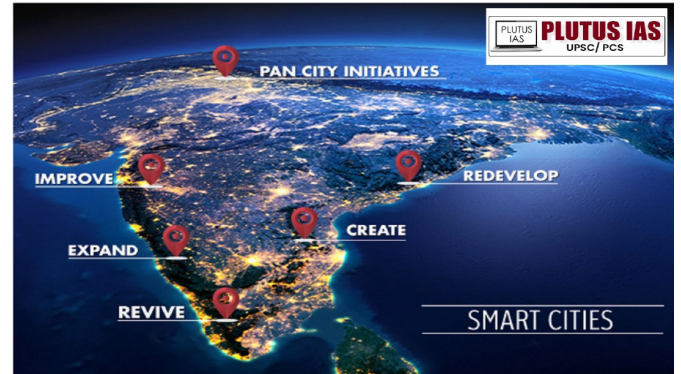 PLUTUS
IAS
PLUTUS IAS
UPSC/ PCS
PAN CITY INITIATIVES
IMPROVE
REDEVELOP
EXPAND
CREATE
REVIVE
SMART CITIES